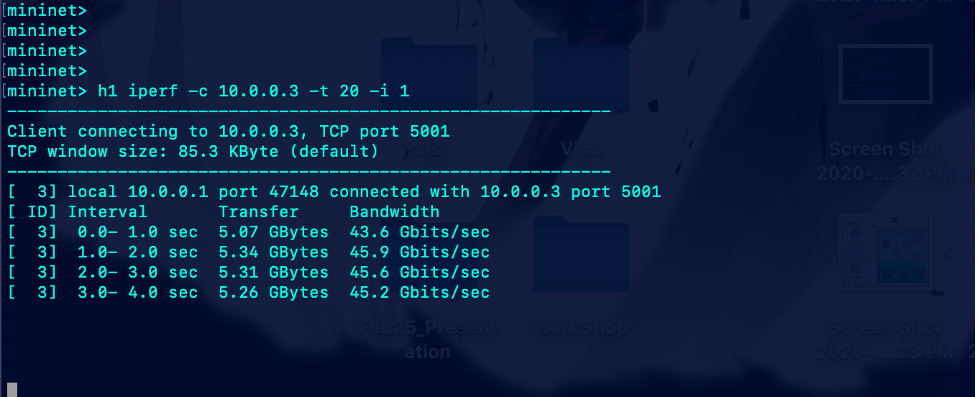 [mininet>
[mininet>
[mininet>
[mininet>
[mininet> h1 iperf -c 10.0.0.3 -t 20 -i 1
------------------------------------------------------------
Client connecting to 10.0.0.3, TCP port 5001
TCP window size: 85.3 KByte (default)
------------------------------------------------------------
[  3] local 10.0.0.1 port 47148 connected with 10.0.0.3 port 5001
[ ID] Interval       Transfer     Bandwidth
[  3]  0.0- 1.0 sec  5.07 GBytes  43.6 Gbits/sec
[  3]  1.0- 2.0 sec  5.34 GBytes  45.9 Gbits/sec
[  3]  2.0- 3.0 sec  5.31 GBytes  45.6 Gbits/sec
[  3]  3.0- 4.0 sec  5.26 GBytes  45.2 Gbits/sec
Visa
Screen Shot
2020-....32 PM
Feb25_Present
ation
WorkShop
Screen Shot
2020-....23 PM